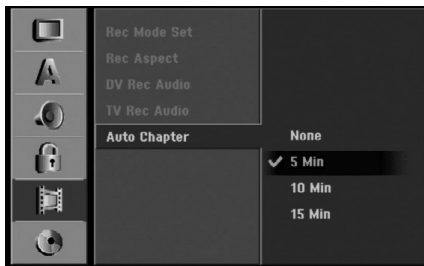 Rec Mode Set
Rec Aspect
DV Rec Audio
TV Rec Audio
Auto Chapter
None
✓ 5 Min
10 Min
15 Min
A